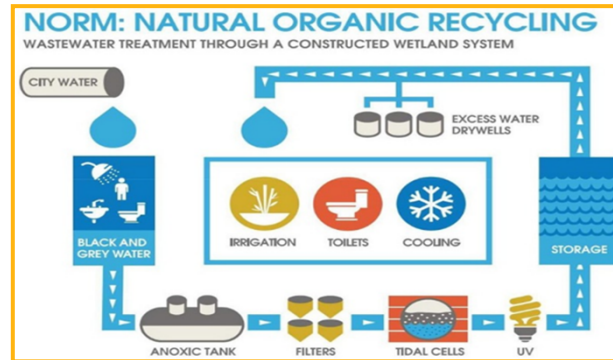 NORM: NATURAL ORGANIC RECYCLING
WASTEWATER TREATMENT THROUGH A CONSTRUCTED WETLAND SYSTEM
CITY WATER
EXCESS WATER
DRYWELLS
BLACK AND
GREY WATER
IRRIGATION
TOILETS
COOLING
STORAGE
ANOXIC TANK
FILTERS
TIDAL CELLS
UV